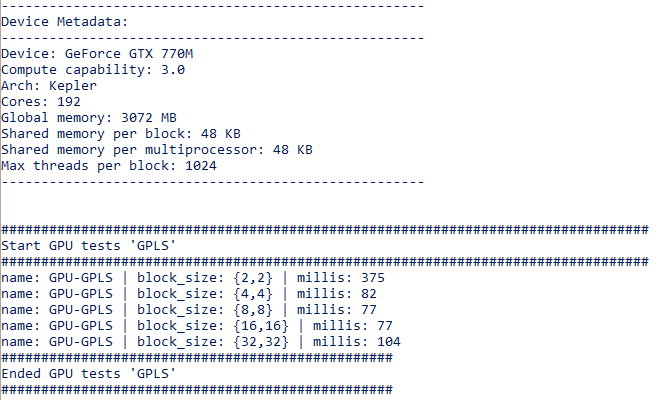 -----------------------------------------------------
Device Metadata:
-----------------------------------------------------
Device: GeForce GTX 770M
Compute capability: 3.0
Arch: Kepler
Cores: 192
Global memory: 3072 MB
Shared memory per block: 48 KB
Shared memory per multiprocessor: 48 KB
Max threads per block: 1024
-----------------------------------------------------
#################################################################################
Start GPU tests 'GPLS'
#################################################################################
name: GPU-GPLS | block_size: {2,2} | millis: 375
name: GPU-GPLS | block_size: {4,4} | millis: 82
name: GPU-GPLS | block_size: {8,8} | millis: 77
name: GPU-GPLS | block_size: {16,16} | millis: 77
name: GPU-GPLS | block_size: {32,32} | millis: 104
#################################################
Ended GPU tests 'GPLS'
#################################################